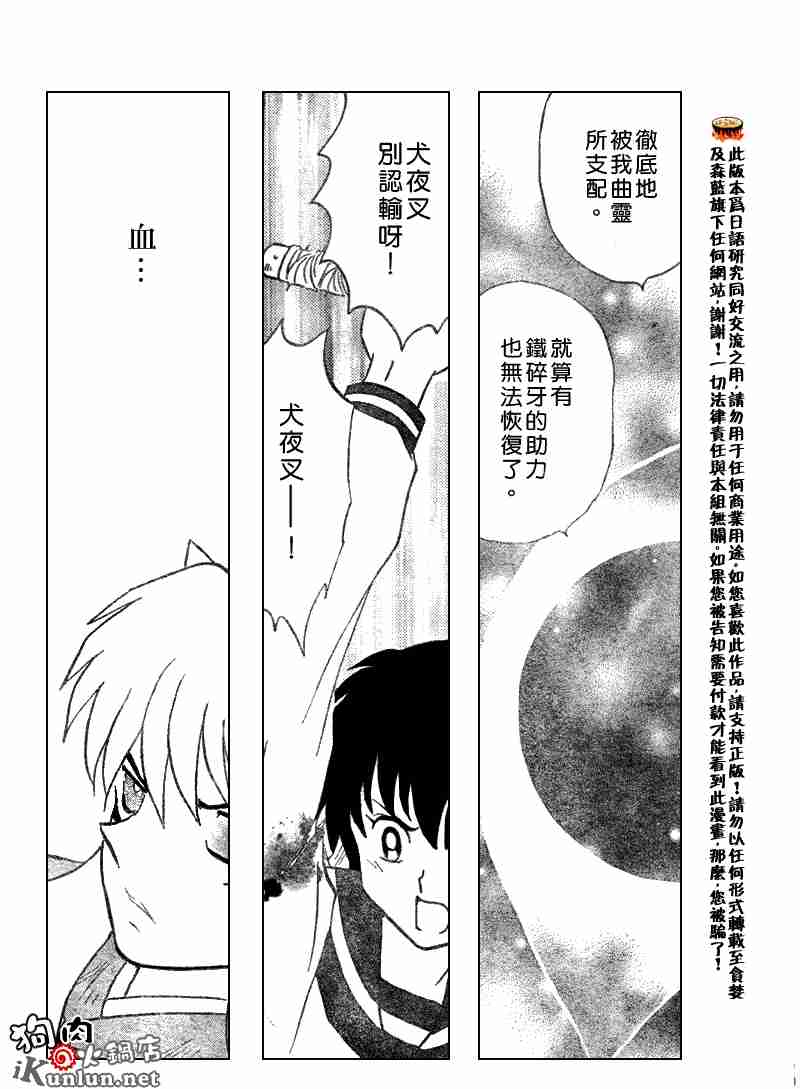 徹底地
被我曲靈
所支配。
就算有
鐵碎牙的助力
也無法恢復了。
犬夜叉
別認輸呀！
犬夜叉——！
血…
此版本爲日語研究同好交流之用，請勿用于任何商業用途。如您喜歡此作品，請支持正版！請勿以任何形式轉載至貪婪
及淼藍旗下任何網站，謝謝！一切法律責任與本組無關。如果您被告知需要付款才能看到此漫畫，那麼，您被騙了！
狗肉
火鍋店
iKunlun.net